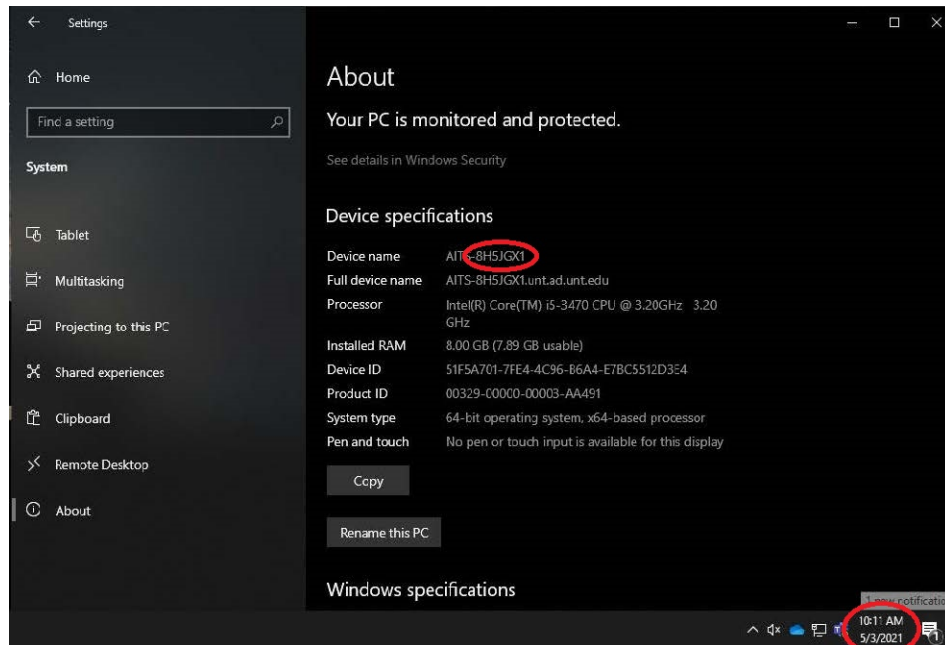 Settings
Home
Find a setting
System
Tablet
Multitasking
Projecting to this PC
Shared experiences
Clipboard
Remote Desktop
About
About
Your PC is monitored and protected.
See details in Windows Security
Device specifications
Device name AITS-8H5JGX1
Full device name AITS-8H5JGX1.unt.ad.unt.edu
Processor Intel(R) Core(TM) i5-3470 CPU @ 3.20GHz 3.20
GHz
Installed RAM 8.00 GB (7.89 GB usable)
Device ID 51F5A701-7FE4-4C96-B6A4-E7BC5512D3E4
Product ID 00329-00000-00003-AA491
System type 64-bit operating system, x64-based processor
Pen and touch No pen or touch input is available for this display
Copy
Rename this PC
Windows specifications
1 new notificatio
10:11 AM
5/3/2021
1